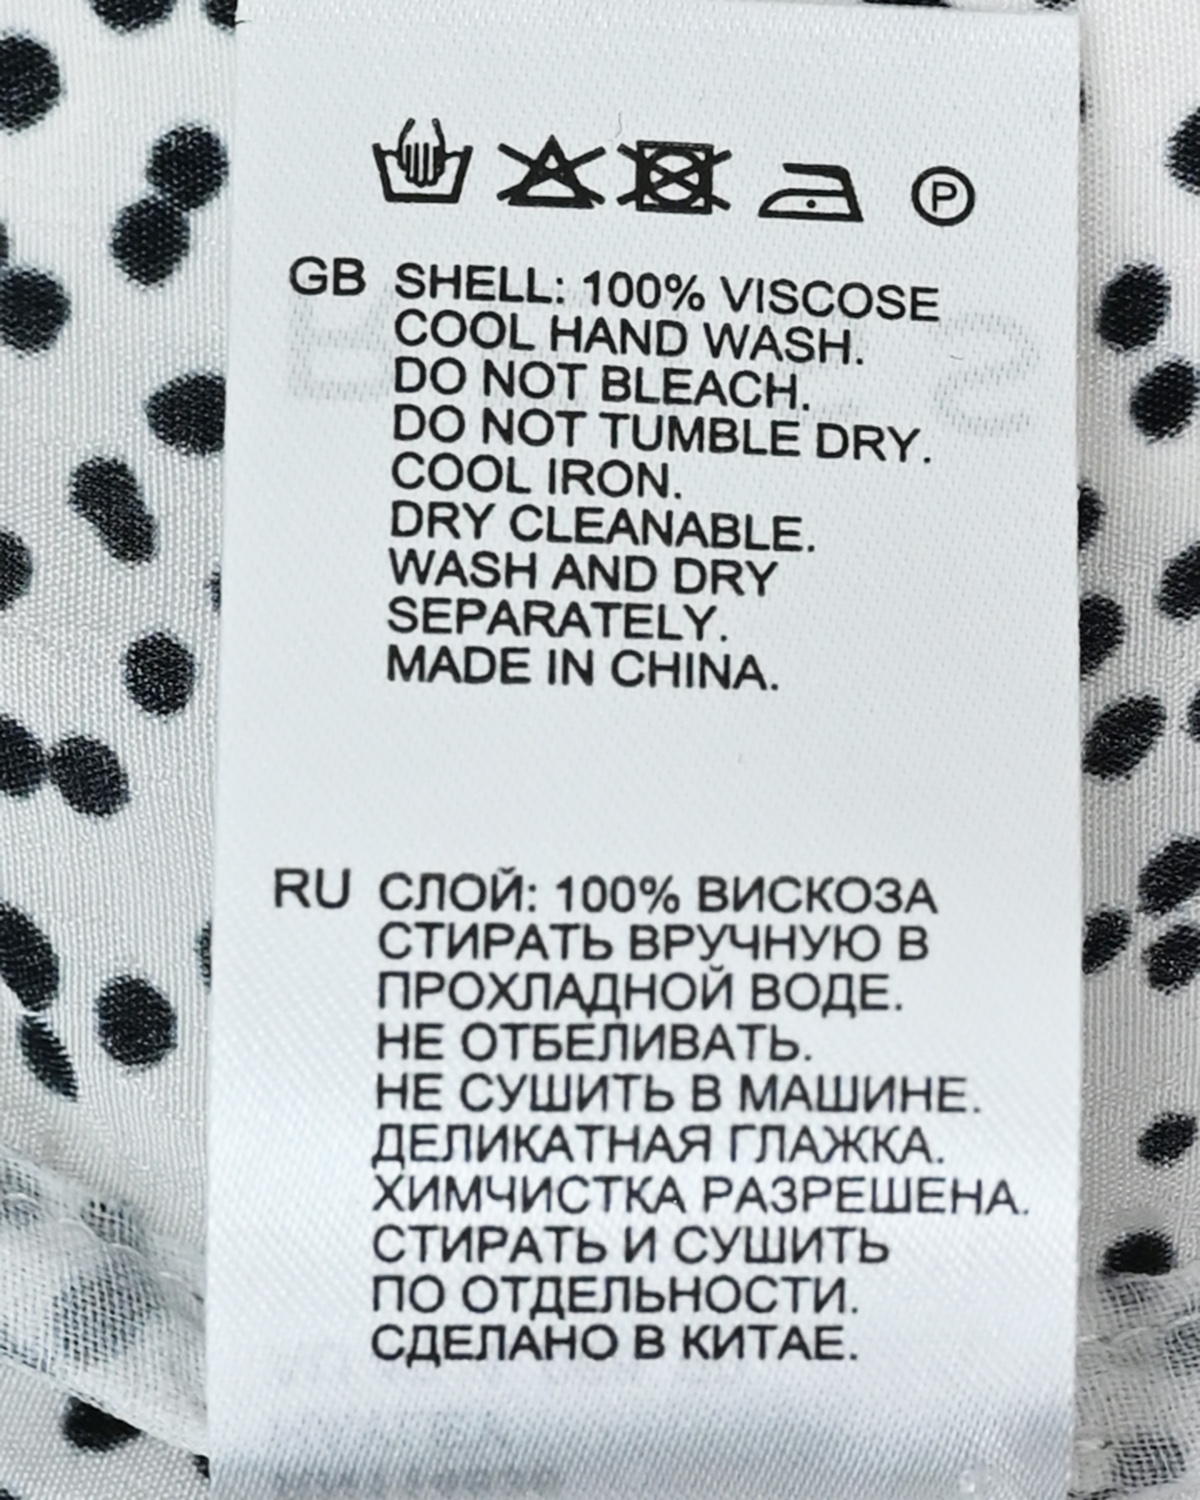 P
GB SHELL: 100% VISCOSE
COOL HAND WASH.
DO NOT BLEACH.
DO NOT TUMBLE DRY.
COOL IRON.
DRY CLEANABLE.
WASH AND DRY
SEPARATELY.
MADE IN CHINA.
RU СЛОЙ: 100% ВИСКОЗА
СТИРАТЬ ВРУЧНУЮ В
ПРОХЛАДНОЙ ВОДЕ.
НЕ ОТБЕЛИВАТЬ.
НЕ СУШИТЬ В МАШИНЕ.
ДЕЛИКАТНАЯ ГЛАЖКА.
ХИМЧИСТКА РАЗРЕШЕНА.
СТИРАТЬ И СУШИТЬ
ПО ОТДЕЛЬНОСТИ.
СДЕЛАНО В КИТАЕ.